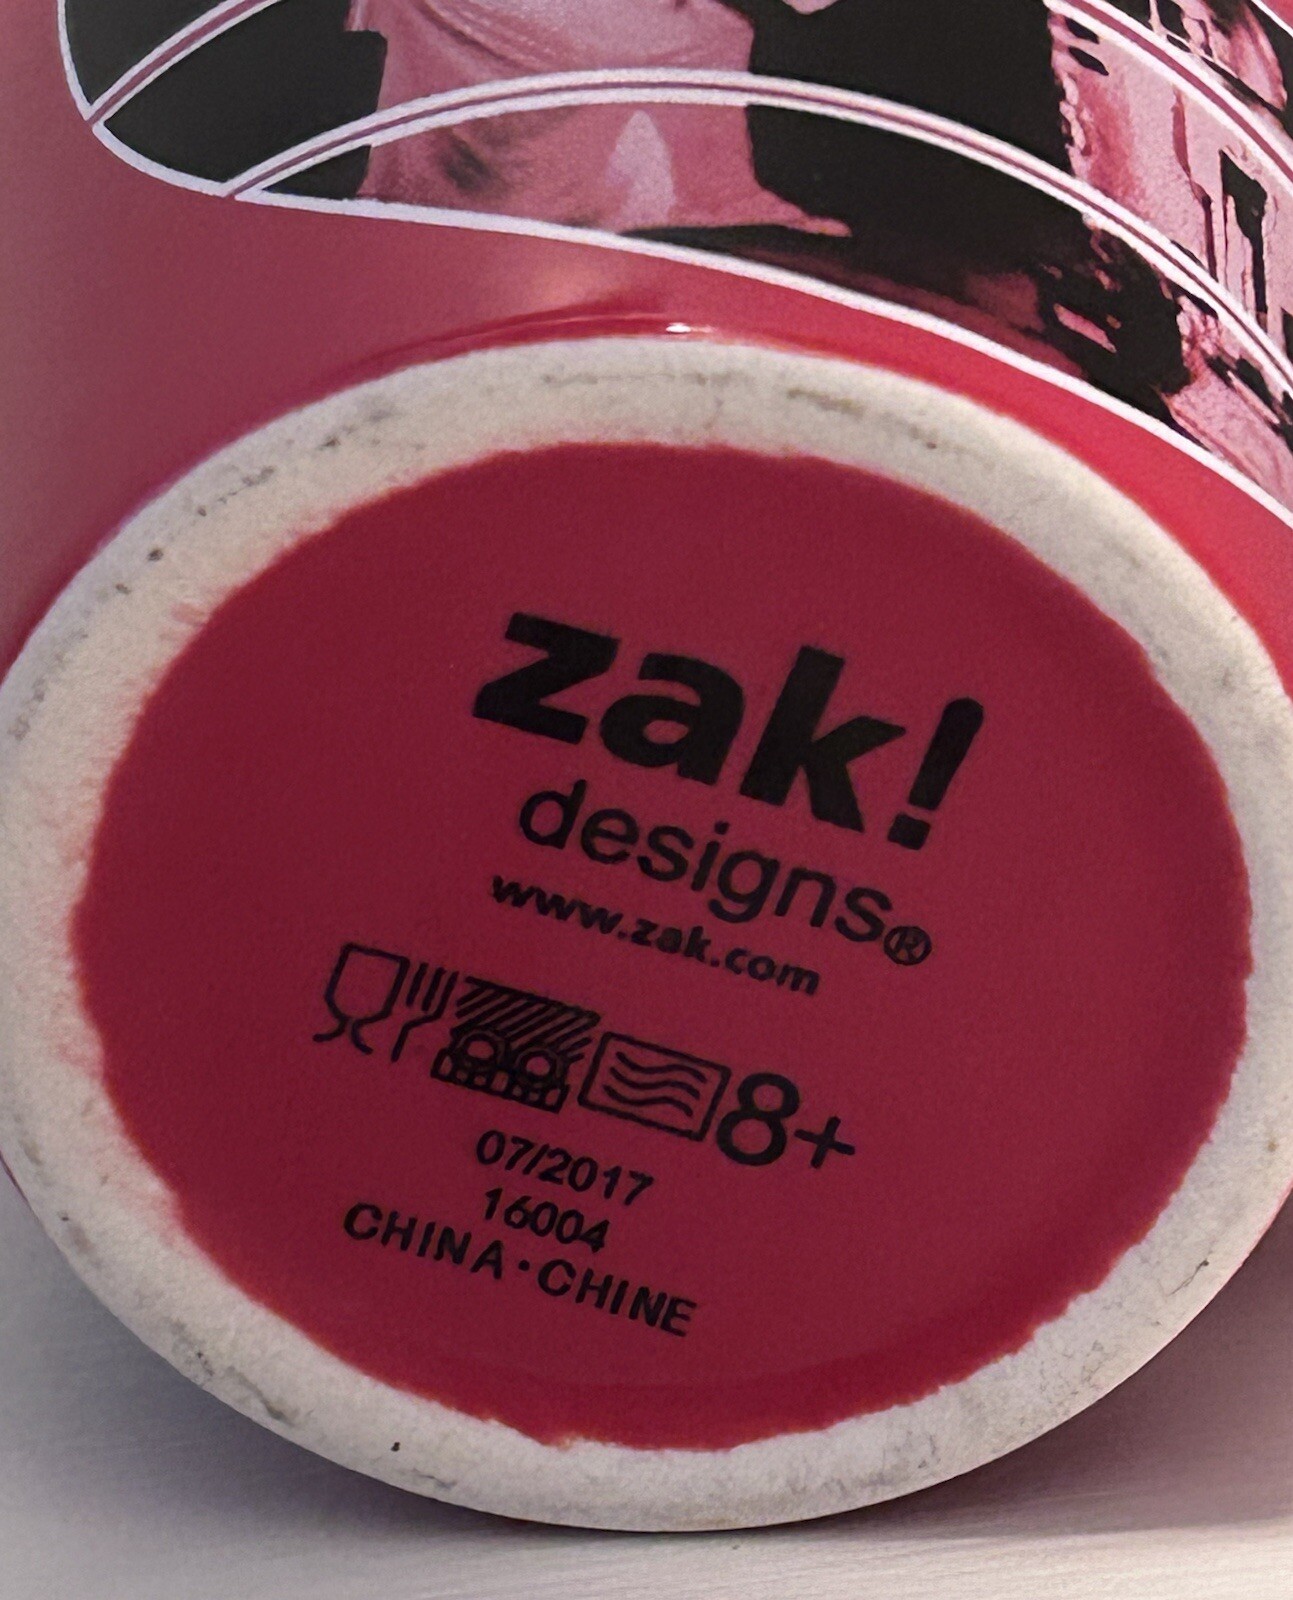 zak!
designs®
www.zak.com
8+
07/2017
16004
CHINA · CHINE